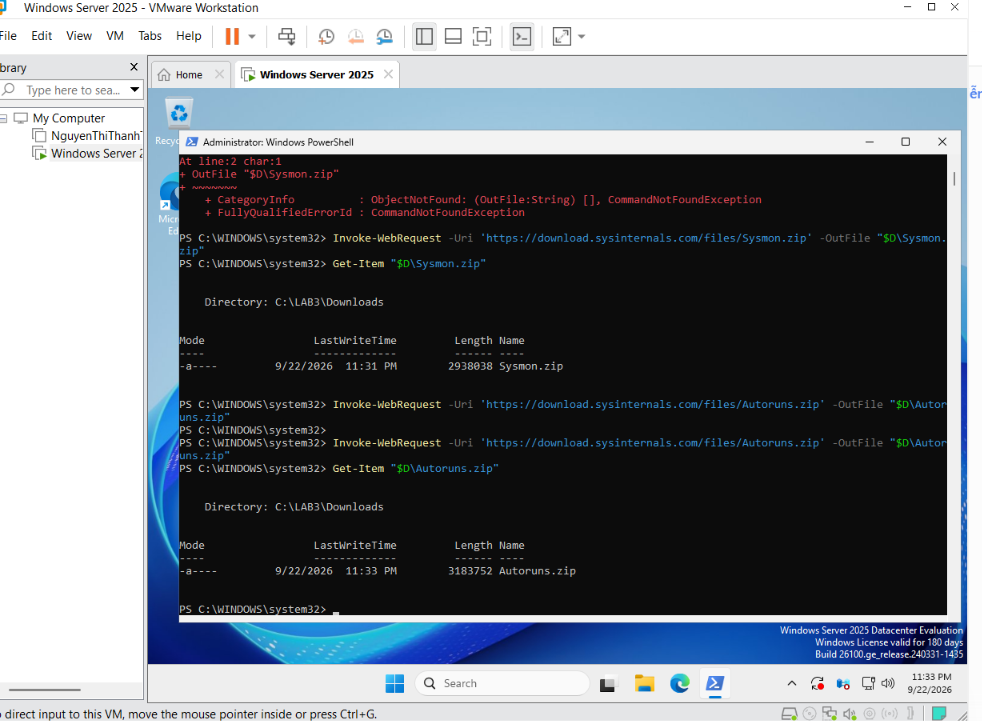 Windows Server 2025 - VMware Workstation
File Edit View VM Tabs Help
brary
Type here to sea...
Home
Windows Server 2025
My Computer
NguyenThiThanhT
Windows Server 2
Recyc
Micr
Ed
Administrator: Windows PowerShell
At line:2 char:1
+ OutFile "$D\Sysmon.zip"
+ ~~~~~~~
+ CategoryInfo : ObjectNotFound: (OutFile:String) [], CommandNotFoundException
+ FullyQualifiedErrorId : CommandNotFoundException
PS C:\WINDOWS\system32> Invoke-WebRequest -Uri 'https://download.sysinternals.com/files/Sysmon.zip' -OutFile "$D\Sysmon.
zip"
PS C:\WINDOWS\system32> Get-Item "$D\Sysmon.zip"
Directory: C:\LAB3\Downloads
Mode LastWriteTime Length Name
---- ------------- ------ ----
-a---- 9/22/2026 11:31 PM 2938038 Sysmon.zip
PS C:\WINDOWS\system32> Invoke-WebRequest -Uri 'https://download.sysinternals.com/files/Autoruns.zip' -OutFile "$D\Autor
uns.zip"
PS C:\WINDOWS\system32>
PS C:\WINDOWS\system32> Invoke-WebRequest -Uri 'https://download.sysinternals.com/files/Autoruns.zip' -OutFile "$D\Autor
uns.zip"
PS C:\WINDOWS\system32> Get-Item "$D\Autoruns.zip"
Directory: C:\LAB3\Downloads
Mode LastWriteTime Length Name
---- ------------- ------ ----
-a---- 9/22/2026 11:33 PM 3183752 Autoruns.zip
PS C:\WINDOWS\system32>
Windows Server 2025 Datacenter Evaluation
Windows License valid for 180 days
Build 26100.ge_release.240331-1435
Search
11:33 PM
9/22/2026
o direct input to this VM, move the mouse pointer inside or press Ctrl+G.